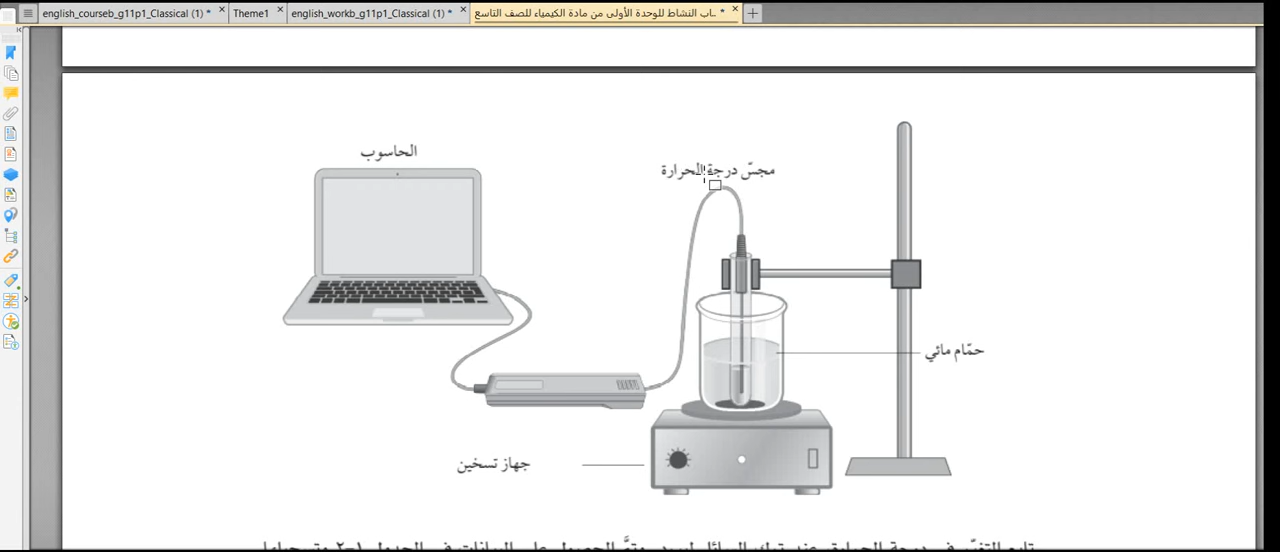 english_courseb_g11p1_Classical (1) *
Theme1
english_workb_g11p1_Classical (1) *
ـاب النشاط للوحدة الأولى من مادة الكيمياء للصف التاسع.. *
الحاسوب
مجسّ درجة الحرارة
حمّام مائي
جهاز تسخين